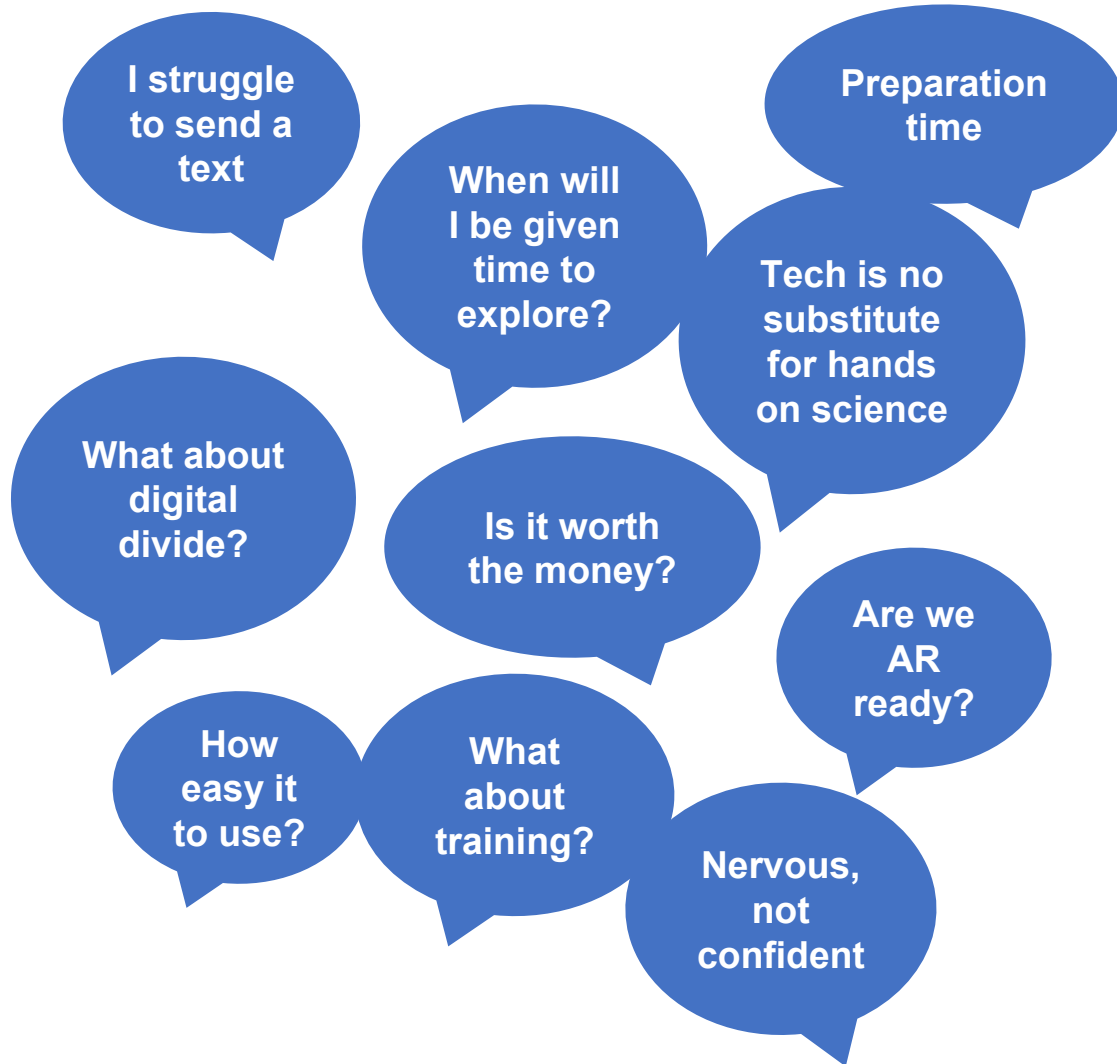 I struggle
to send a
text
Preparation
time
When will
I be given
time to
explore?
Tech is no
substitute
for hands
on science
What about
digital
divide?
Is it worth
the money?
Are we
AR
ready?
How
easy it
to use?
What
about
training?
Nervous,
not
confident